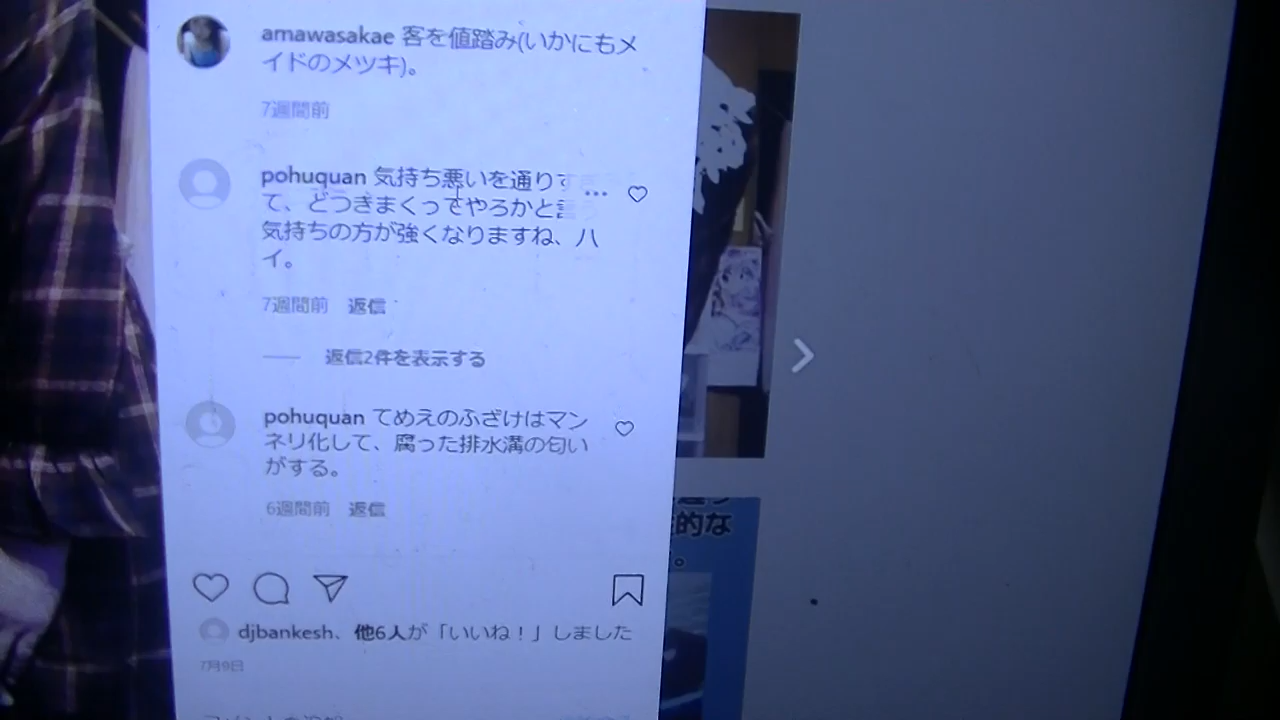 amawasakae 客を値踏み(いかにもメ
イドのメツキ)。
7週間前
pohuquan 気持ち悪いを通りす
て、どつきまくってやろかと言う
気持ちの方が強くなりますね、ハ
イ。
7週間前 返信
返信2件を表示する
pohuquan てめえのふざけはマン
ネリ化して、腐った排水溝の匂い
がする。
6週間前 返信
djbankesh、他6人が「いいね！」しました
7月9日
的な